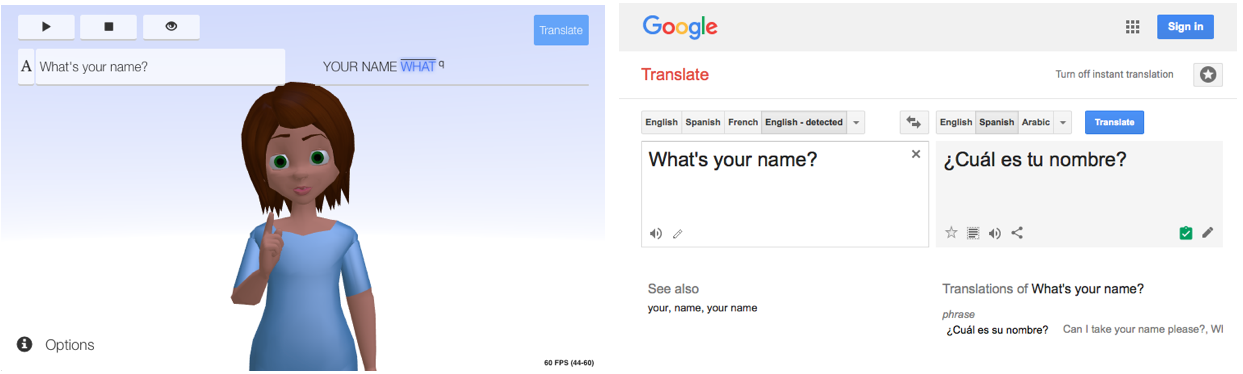 Translate
A What's your name?
YOUR NAME WHAT q
Options
60 FPS (44-60)
Google
Sign in
Translate
Turn off instant translation
English Spanish French English - detected
English Spanish Arabic
Translate
What's your name?
¿Cuál es tu nombre?
See also
your, name, your name
Translations of What's your name?
phrase
¿Cuál es su nombre? Can I take your name please?, WI